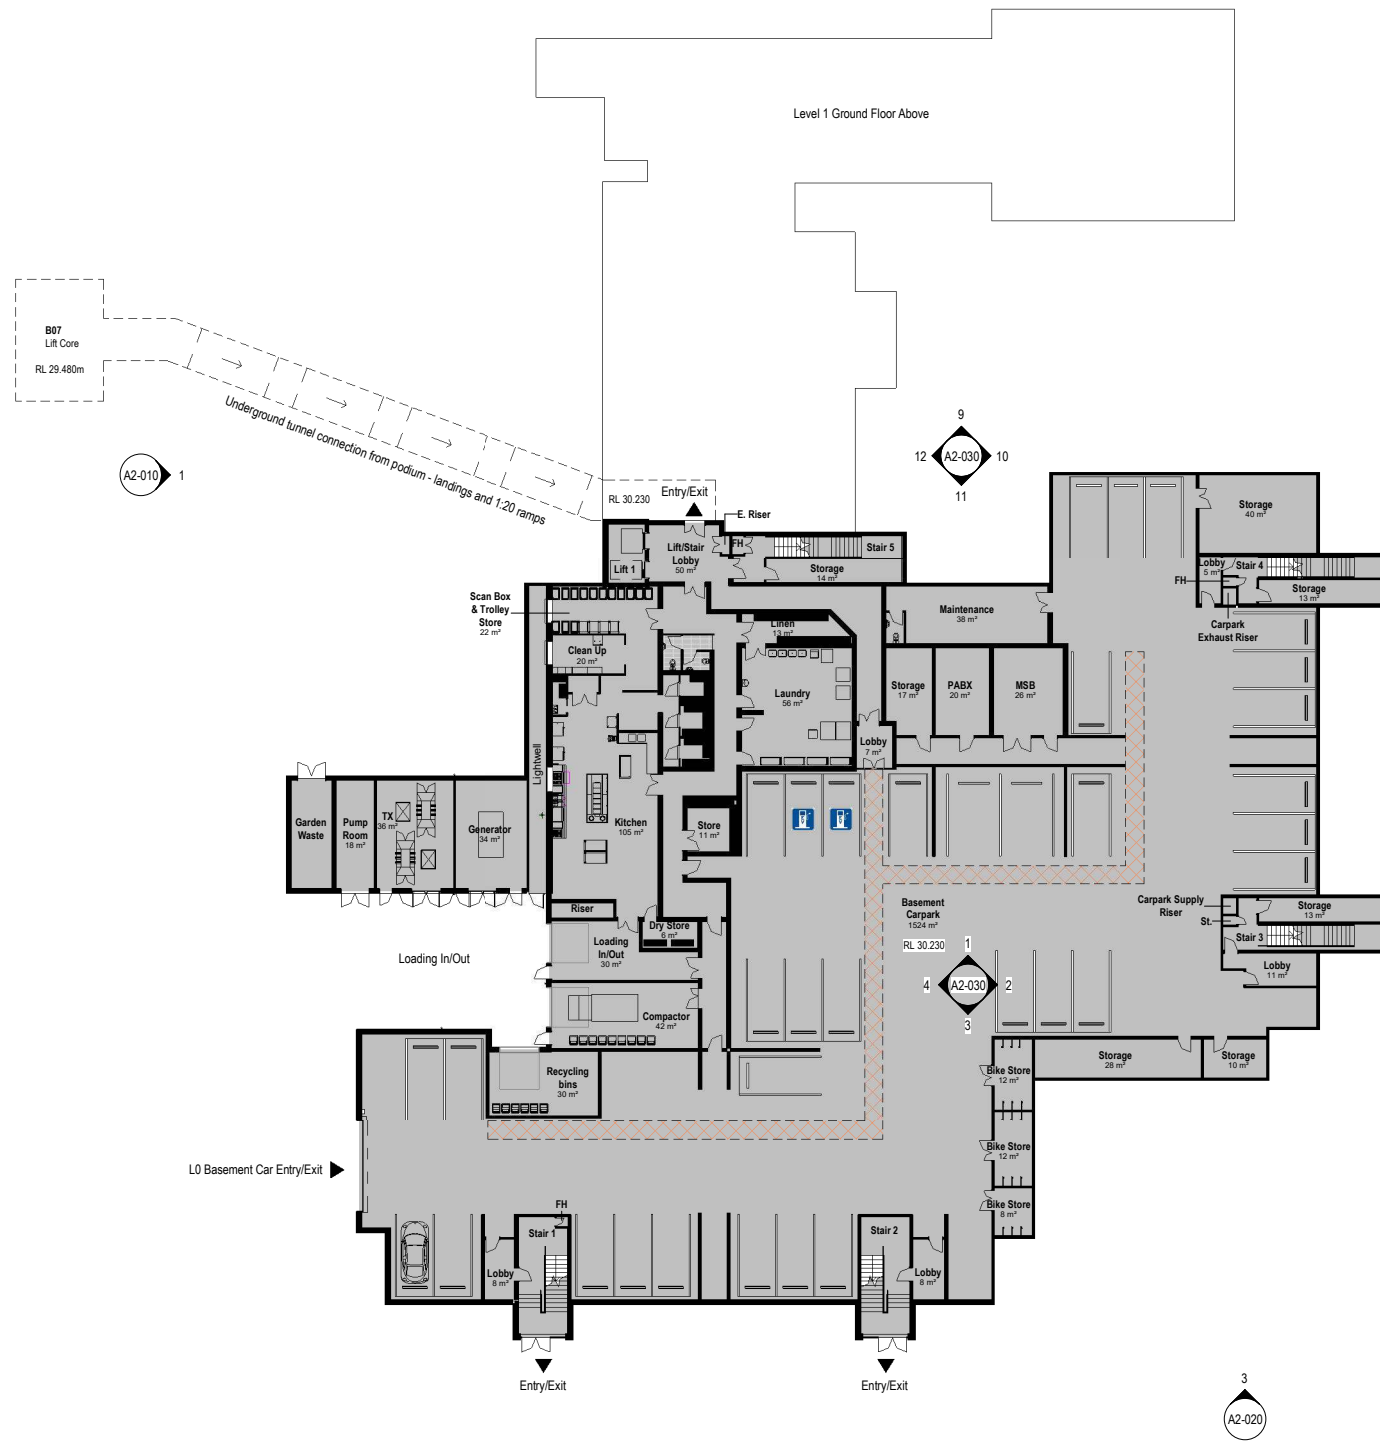 Level 1 Ground Floor Above
B07
Lift Core
RL 29.480m
Underground tunnel connection from podium - landings and 1:20 ramps
A2-010
1
9
12
A2-030
10
11
RL 30.230
Entry/Exit
E. Riser
FH
Lift/Stair
Lobby
50 m²
Lift 1
Stair 5
Storage
14 m²
Storage
40 m²
Lobby
5 m²
Stair 4
FH
Storage
13 m²
Carpark
Exhaust Riser
Scan Box
& Trolley
Store
22 m²
Clean Up
20 m²
Linen
13 m²
Maintenance
38 m²
Laundry
56 m²
Storage
17 m²
PABX
20 m²
MSB
26 m²
Lobby
7 m²
Lightwell
Garden
Waste
Pump
Room
18 m²
TX
36 m²
Generator
34 m²
Kitchen
105 m²
Store
11 m²
Riser
Dry Store
6 m²
Basement
Carpark
1524 m²
RL 30.230
Carpark Supply
Riser
St.
Storage
13 m²
Stair 3
Lobby
11 m²
Loading In/Out
Loading
In/Out
30 m²
1
4
A2-030
2
3
Compactor
42 m²
Recycling
bins
30 m²
Storage
28 m²
Storage
10 m²
Bike Store
12 m²
Bike Store
12 m²
Bike Store
8 m²
L0 Basement Car Entry/Exit
FH
Stair 1
Lobby
8 m²
Stair 2
Lobby
8 m²
Entry/Exit
Entry/Exit
3
A2-020